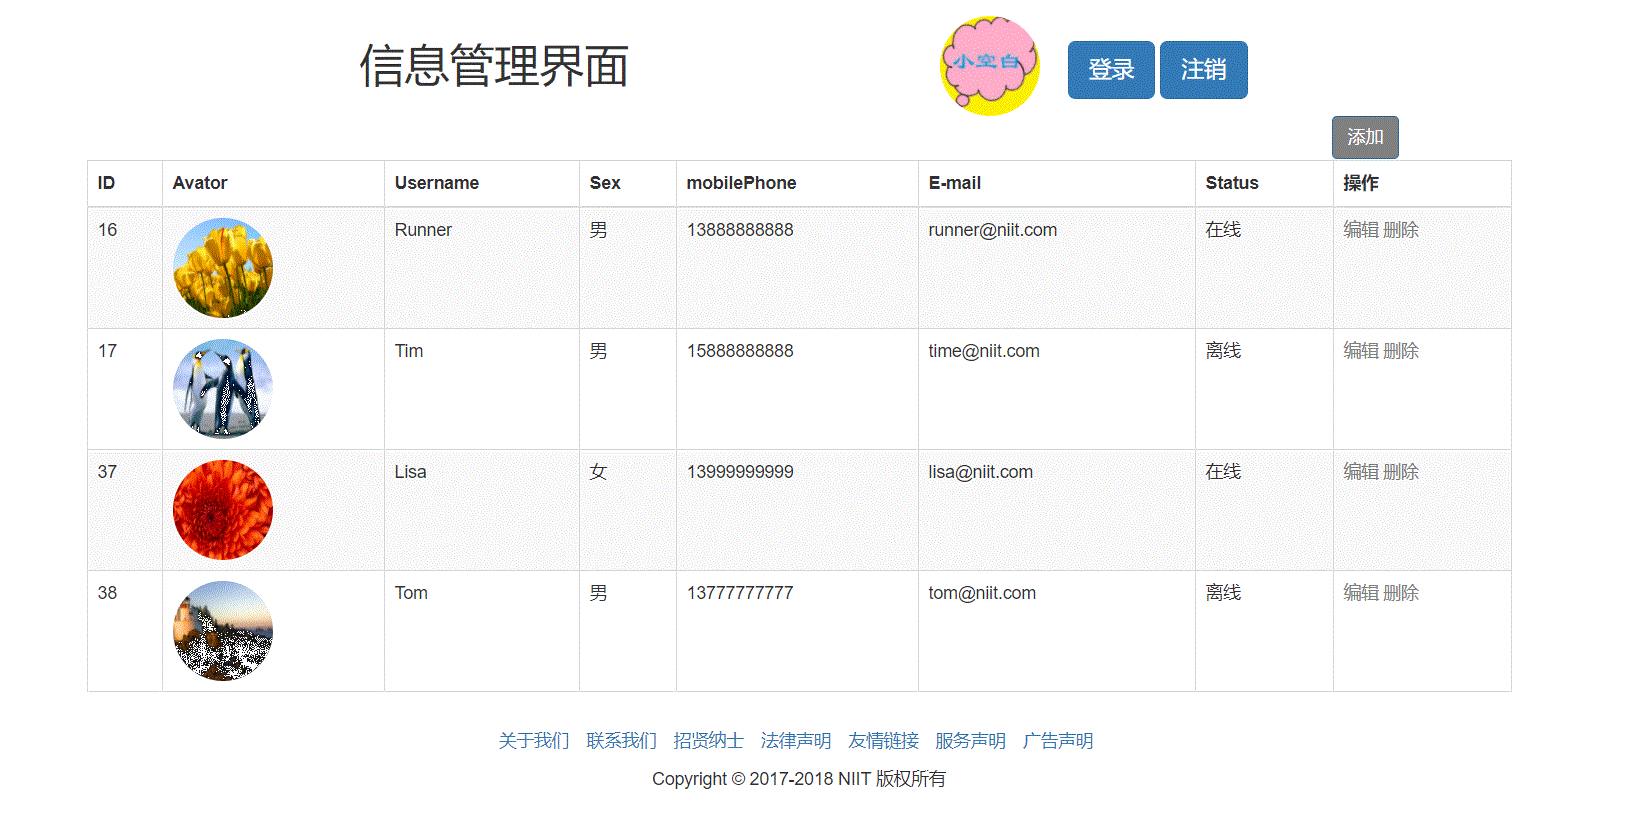 信息管理界面 小空白 登录 注销
添加
ID Avator Username Sex mobilePhone E-mail Status 操作
16 Runner 男 13888888888 runner@niit.com 在线 编辑 删除
17 Tim 男 15888888888 time@niit.com 离线 编辑 删除
37 Lisa 女 13999999999 lisa@niit.com 在线 编辑 删除
38 Tom 男 13777777777 tom@niit.com 离线 编辑 删除
关于我们 联系我们 招贤纳士 法律声明 友情链接 服务声明 广告声明
Copyright © 2017-2018 NIIT 版权所有